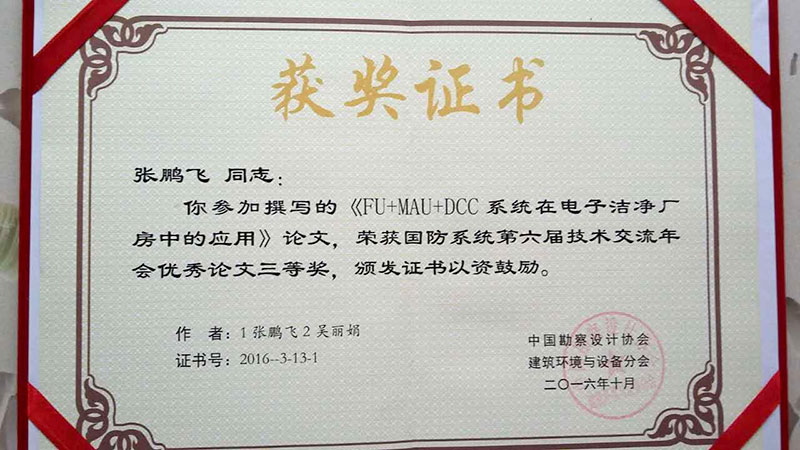 获奖证书
张鹏飞 同志：
你参加撰写的《FU+MAU+DCC系统在电子洁净厂
房中的应用》论文，荣获国防系统第六届技术交流年
会优秀论文三等奖，颁发证书以资鼓励。
作　者：1张鹏飞2吴丽娟
证书号：2016--3-13-1
中国勘察设计协会
建筑环境与设备分会
二〇一六年十月